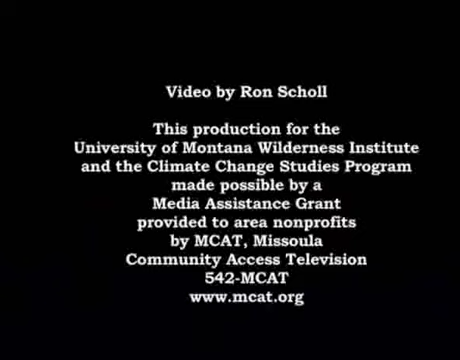 Video by Ron Scholl
This production for the
University of Montana Wilderness Institute
and the Climate Change Studies Program
made possible by a
Media Assistance Grant
provided to area nonprofits
by MCAT, Missoula
Community Access Television
542-MCAT
www.mcat.org